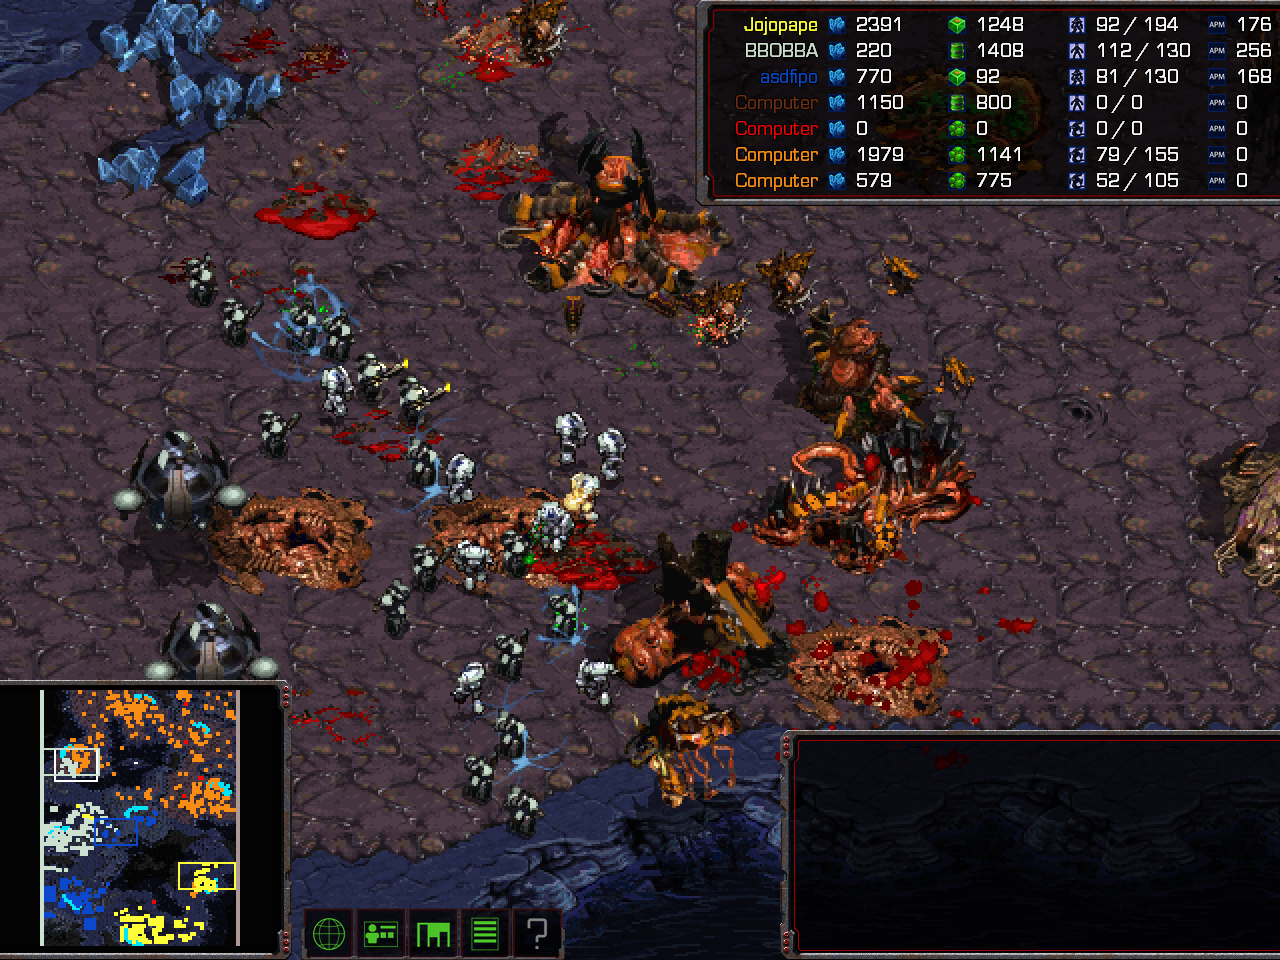 Jojopape 2391 1248 92 / 194 APM 176
BBOBBA 220 1408 112 / 130 APM 256
asdfipo 770 92 81 / 130 APM 168
Computer 1150 800 0 / 0 APM 0
Computer 0 0 0 / 0 APM 0
Computer 1979 1141 79 / 155 APM 0
Computer 579 775 52 / 105 APM 0
?